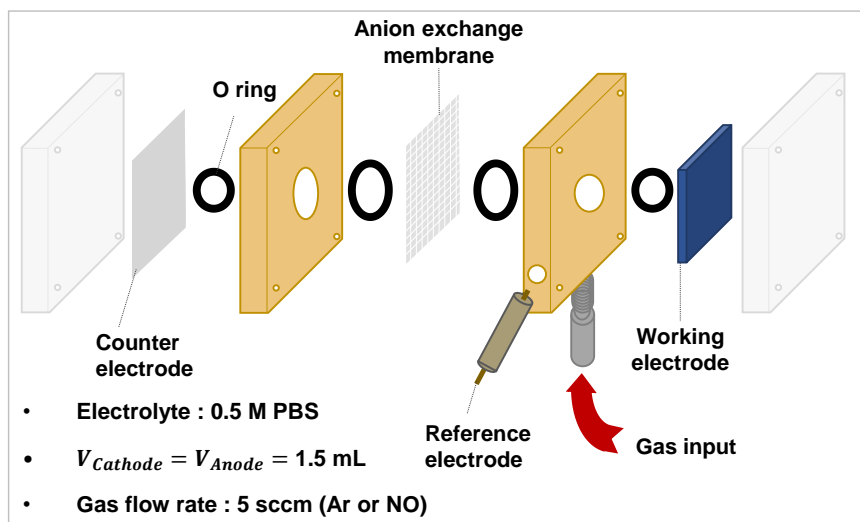 Anion exchange
membrane
O ring
Counter
electrode
Working
electrode
Reference
electrode
Gas input
• Electrolyte : 0.5 M PBS
• V_Cathode = V_Anode = 1.5 mL
• Gas flow rate : 5 sccm (Ar or NO)